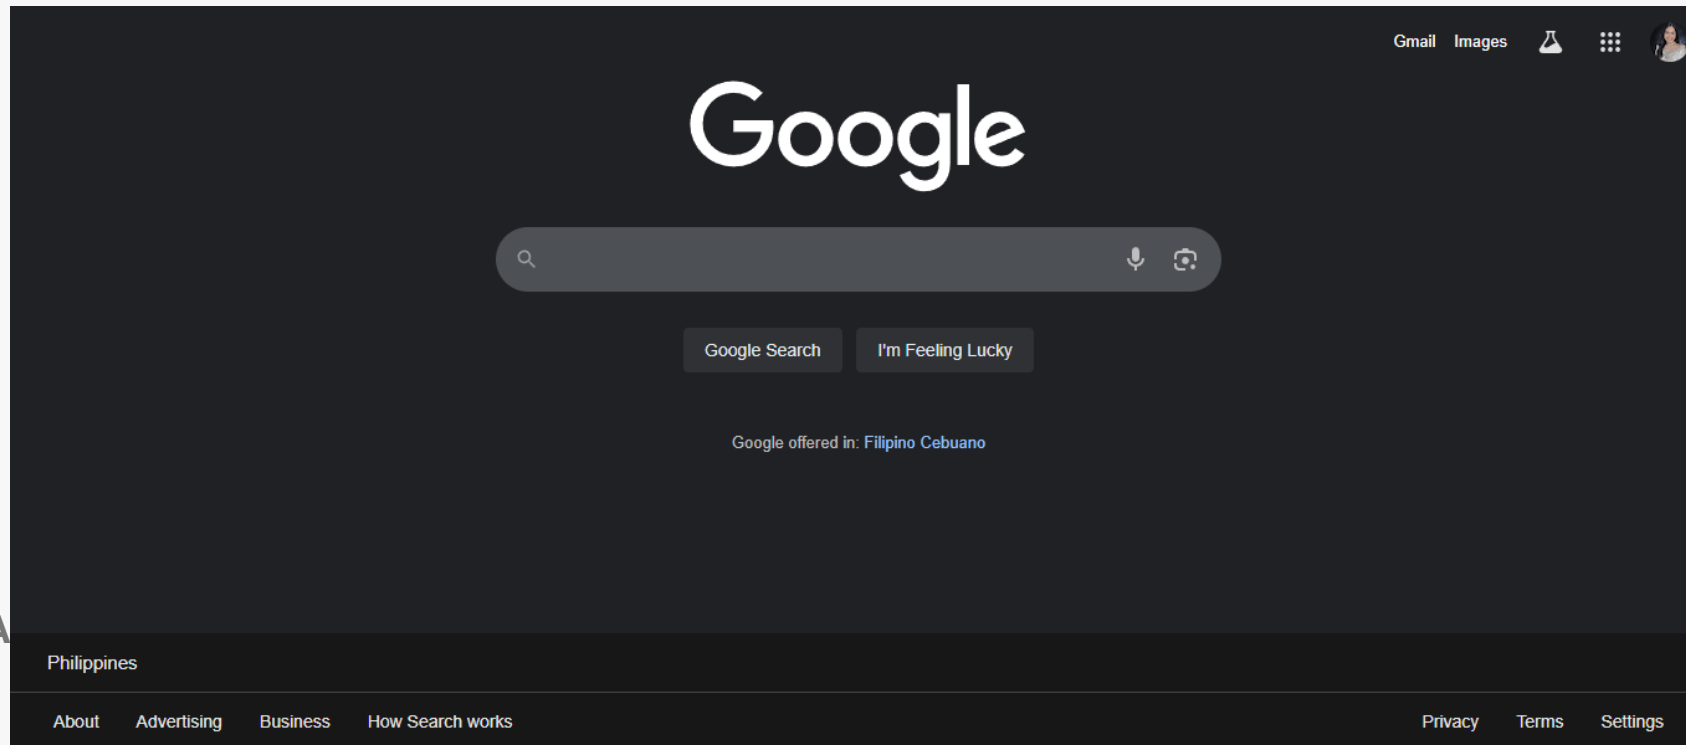 Gmail Images
Google
Google Search I'm Feeling Lucky
Google offered in: Filipino Cebuano
A
Philippines
About Advertising Business How Search works Privacy Terms Settings